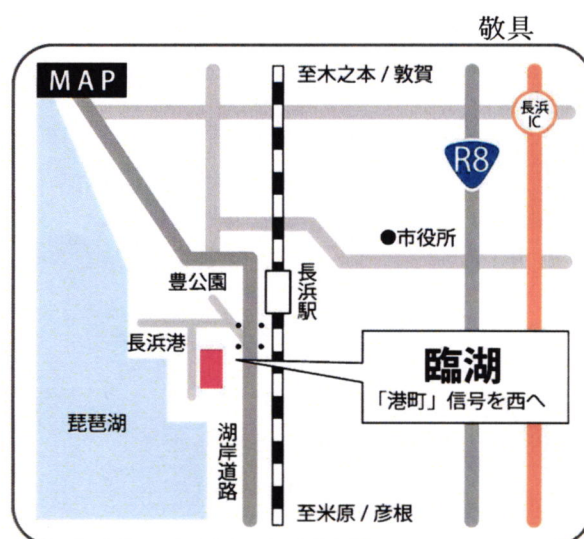 敬具
MAP
至木之本 / 敦賀
長浜
IC
R8
●市役所
豊公園
長浜駅
長浜港
臨湖
「港町」信号を西へ
琵琶湖
湖岸道路
至米原 / 彦根